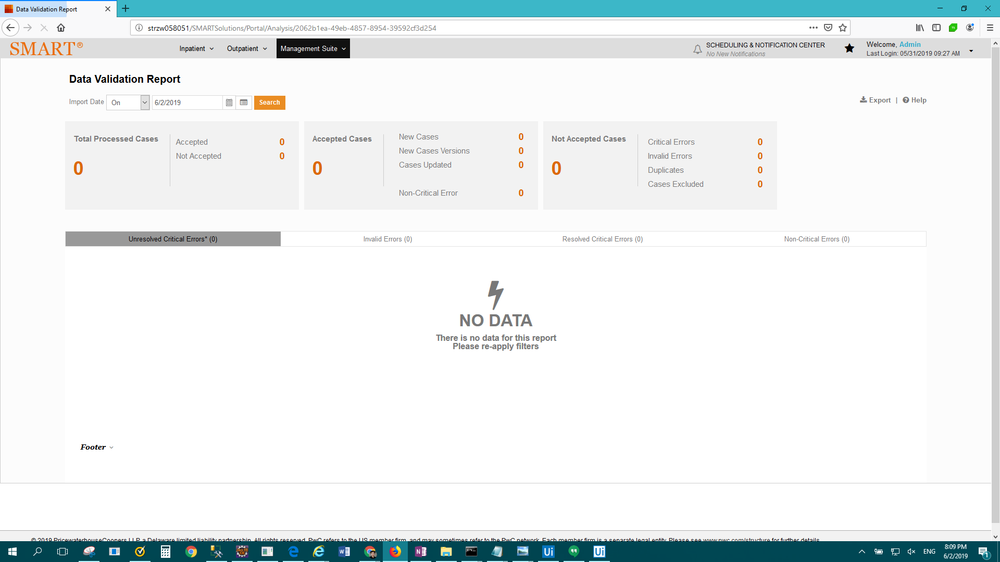 Data Validation Report
strzw058051/SMARTSolutions/Portal/Analysis/2062b1ea-49eb-4857-8954-39592cf3d254
SMART®
Inpatient
Outpatient
Management Suite
SCHEDULING & NOTIFICATION CENTER
No New Notifications
Welcome, Admin
Last Login: 05/31/2019 09:27 AM
Data Validation Report
Import Date On 6/2/2019 Search
Export | Help
Total Processed Cases
0
Accepted 0
Not Accepted 0
Accepted Cases
0
New Cases 0
New Cases Versions 0
Cases Updated 0
Non-Critical Error 0
Not Accepted Cases
0
Critical Errors 0
Invalid Errors 0
Duplicates 0
Cases Excluded 0
Unresolved Critical Errors* (0)
Invalid Errors (0)
Resolved Critical Errors (0)
Non-Critical Errors (0)
NO DATA
There is no data for this report
Please re-apply filters
Footer
© 2019 PricewaterhouseCoopers LLP, a Delaware limited liability partnership. All rights reserved. PwC refers to the US member firm, and may sometimes refer to the PwC network. Each member firm is a separate legal entity. Please see www.pwc.com/structure for further details.
ENG
8:09 PM
6/2/2019
1